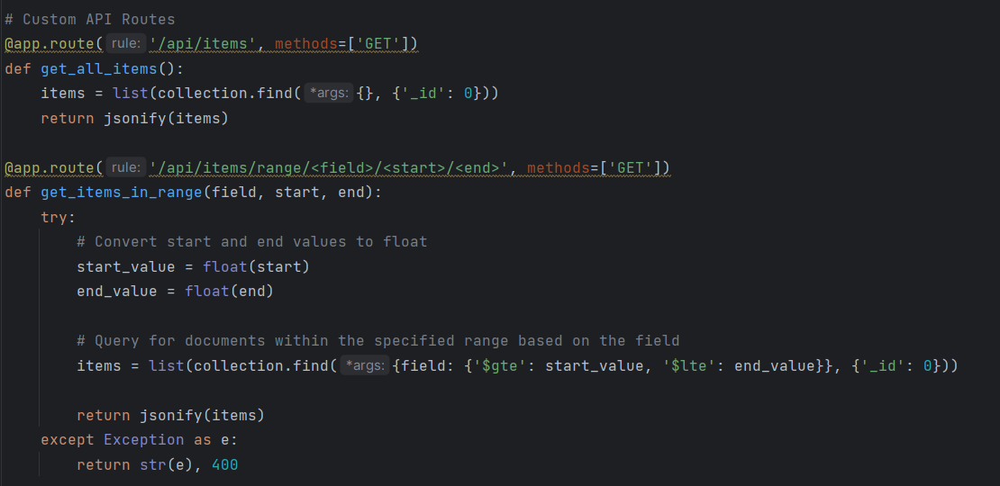 # Custom API Routes
@app.route( rule: '/api/items', methods=['GET'])
def get_all_items():
    items = list(collection.find( *args: {}, {'_id': 0}))
    return jsonify(items)

@app.route( rule: '/api/items/range/<field>/<start>/<end>', methods=['GET'])
def get_items_in_range(field, start, end):
    try:
        # Convert start and end values to float
        start_value = float(start)
        end_value = float(end)

        # Query for documents within the specified range based on the field
        items = list(collection.find( *args: {field: {'$gte': start_value, '$lte': end_value}}, {'_id': 0}))

        return jsonify(items)
    except Exception as e:
        return str(e), 400